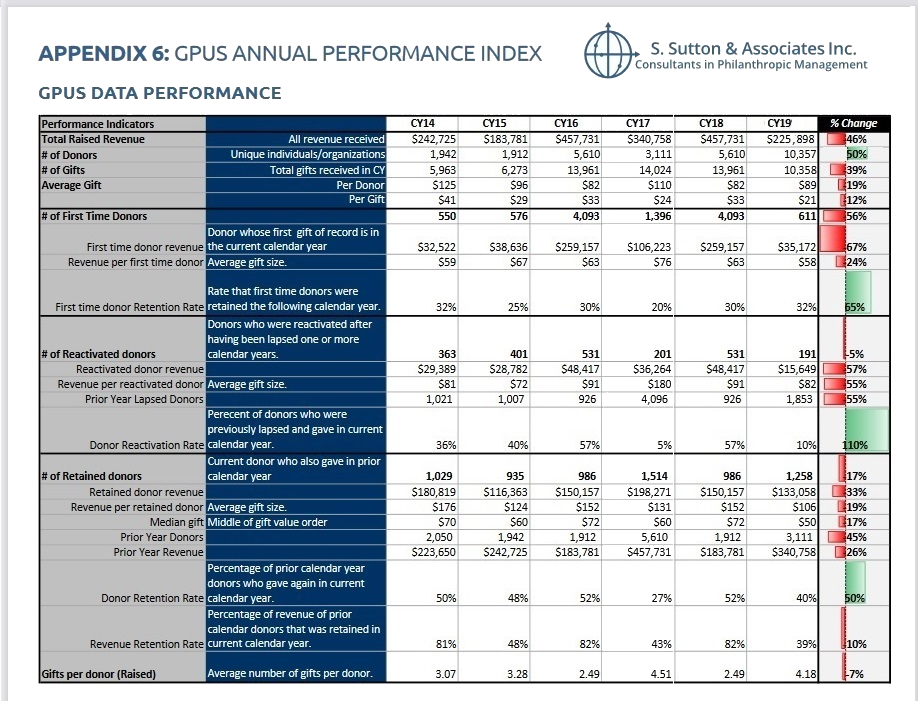 APPENDIX 6: GPUS ANNUAL PERFORMANCE INDEX
S. Sutton & Associates Inc.
Consultants in Philanthropic Management
GPUS DATA PERFORMANCE
Performance Indicators CY14 CY15 CY16 CY17 CY18 CY19 % Change
Total Raised Revenue All revenue received $242,725 $183,781 $457,731 $340,758 $457,731 $225,898 -46%
# of Donors Unique individuals/organizations 1,942 1,912 5,610 3,111 5,610 10,357 50%
# of Gifts Total gifts received in CY 5,963 6,273 13,961 14,024 13,961 10,358 -39%
Average Gift Per Donor $125 $96 $82 $110 $82 $89 -19%
Per Gift $41 $29 $33 $24 $33 $21 -12%
# of First Time Donors 550 576 4,093 1,396 4,093 611 -56%
Donor whose first gift of record is in
First time donor revenue the current calendar year $32,522 $38,636 $259,157 $106,223 $259,157 $35,172 -67%
Revenue per first time donor Average gift size. $59 $67 $63 $76 $63 $58 -24%
Rate that first time donors were
First time donor Retention Rate retained the following calendar year. 32% 25% 30% 20% 30% 32% 65%
Donors who were reactivated after
having been lapsed one or more
# of Reactivated donors calendar years. 363 401 531 201 531 191 -5%
Reactivated donor revenue $29,389 $28,782 $48,417 $36,264 $48,417 $15,649 -57%
Revenue per reactivated donor Average gift size. $81 $72 $91 $180 $91 $82 -55%
Prior Year Lapsed Donors 1,021 1,007 926 4,096 926 1,853 -55%
Perecent of donors who were
previously lapsed and gave in current
Donor Reactivation Rate calendar year. 36% 40% 57% 5% 57% 10% 110%
Current donor who also gave in prior
# of Retained donors calendar year 1,029 935 986 1,514 986 1,258 -17%
Retained donor revenue $180,819 $116,363 $150,157 $198,271 $150,157 $133,058 -33%
Revenue per retained donor Average gift size. $176 $124 $152 $131 $152 $106 -19%
Median gift Middle of gift value order $70 $60 $72 $60 $72 $50 -17%
Prior Year Donors 2,050 1,942 1,912 5,610 1,912 3,111 -45%
Prior Year Revenue $223,650 $242,725 $183,781 $457,731 $183,781 $340,758 -26%
Percentage of prior calendar year
donors who gave again in current
Donor Retention Rate calendar year. 50% 48% 52% 27% 52% 40% 50%
Percentage of revenue of prior
calendar donors that was retained in
Revenue Retention Rate current calendar year. 81% 48% 82% 43% 82% 39% -10%
Gifts per donor (Raised) Average number of gifts per donor. 3.07 3.28 2.49 4.51 2.49 4.18 -7%